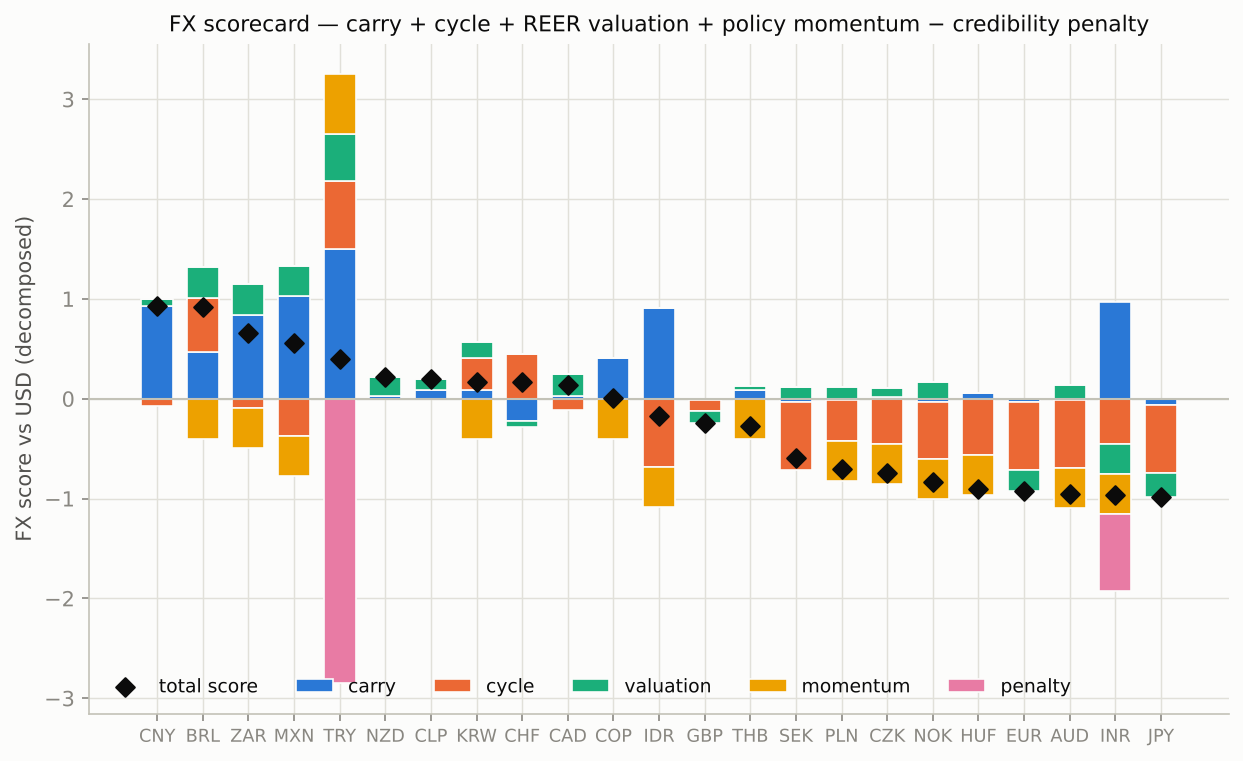 FX scorecard — carry + cycle + REER valuation + policy momentum − credibility penalty
FX score vs USD (decomposed)
3
2
1
0
−1
−2
−3
total score carry cycle valuation momentum penalty
CNY BRL ZAR MXN TRY NZD CLP KRW CHF CAD COP IDR GBP THB SEK PLN CZK NOK HUF EUR AUD INR JPY